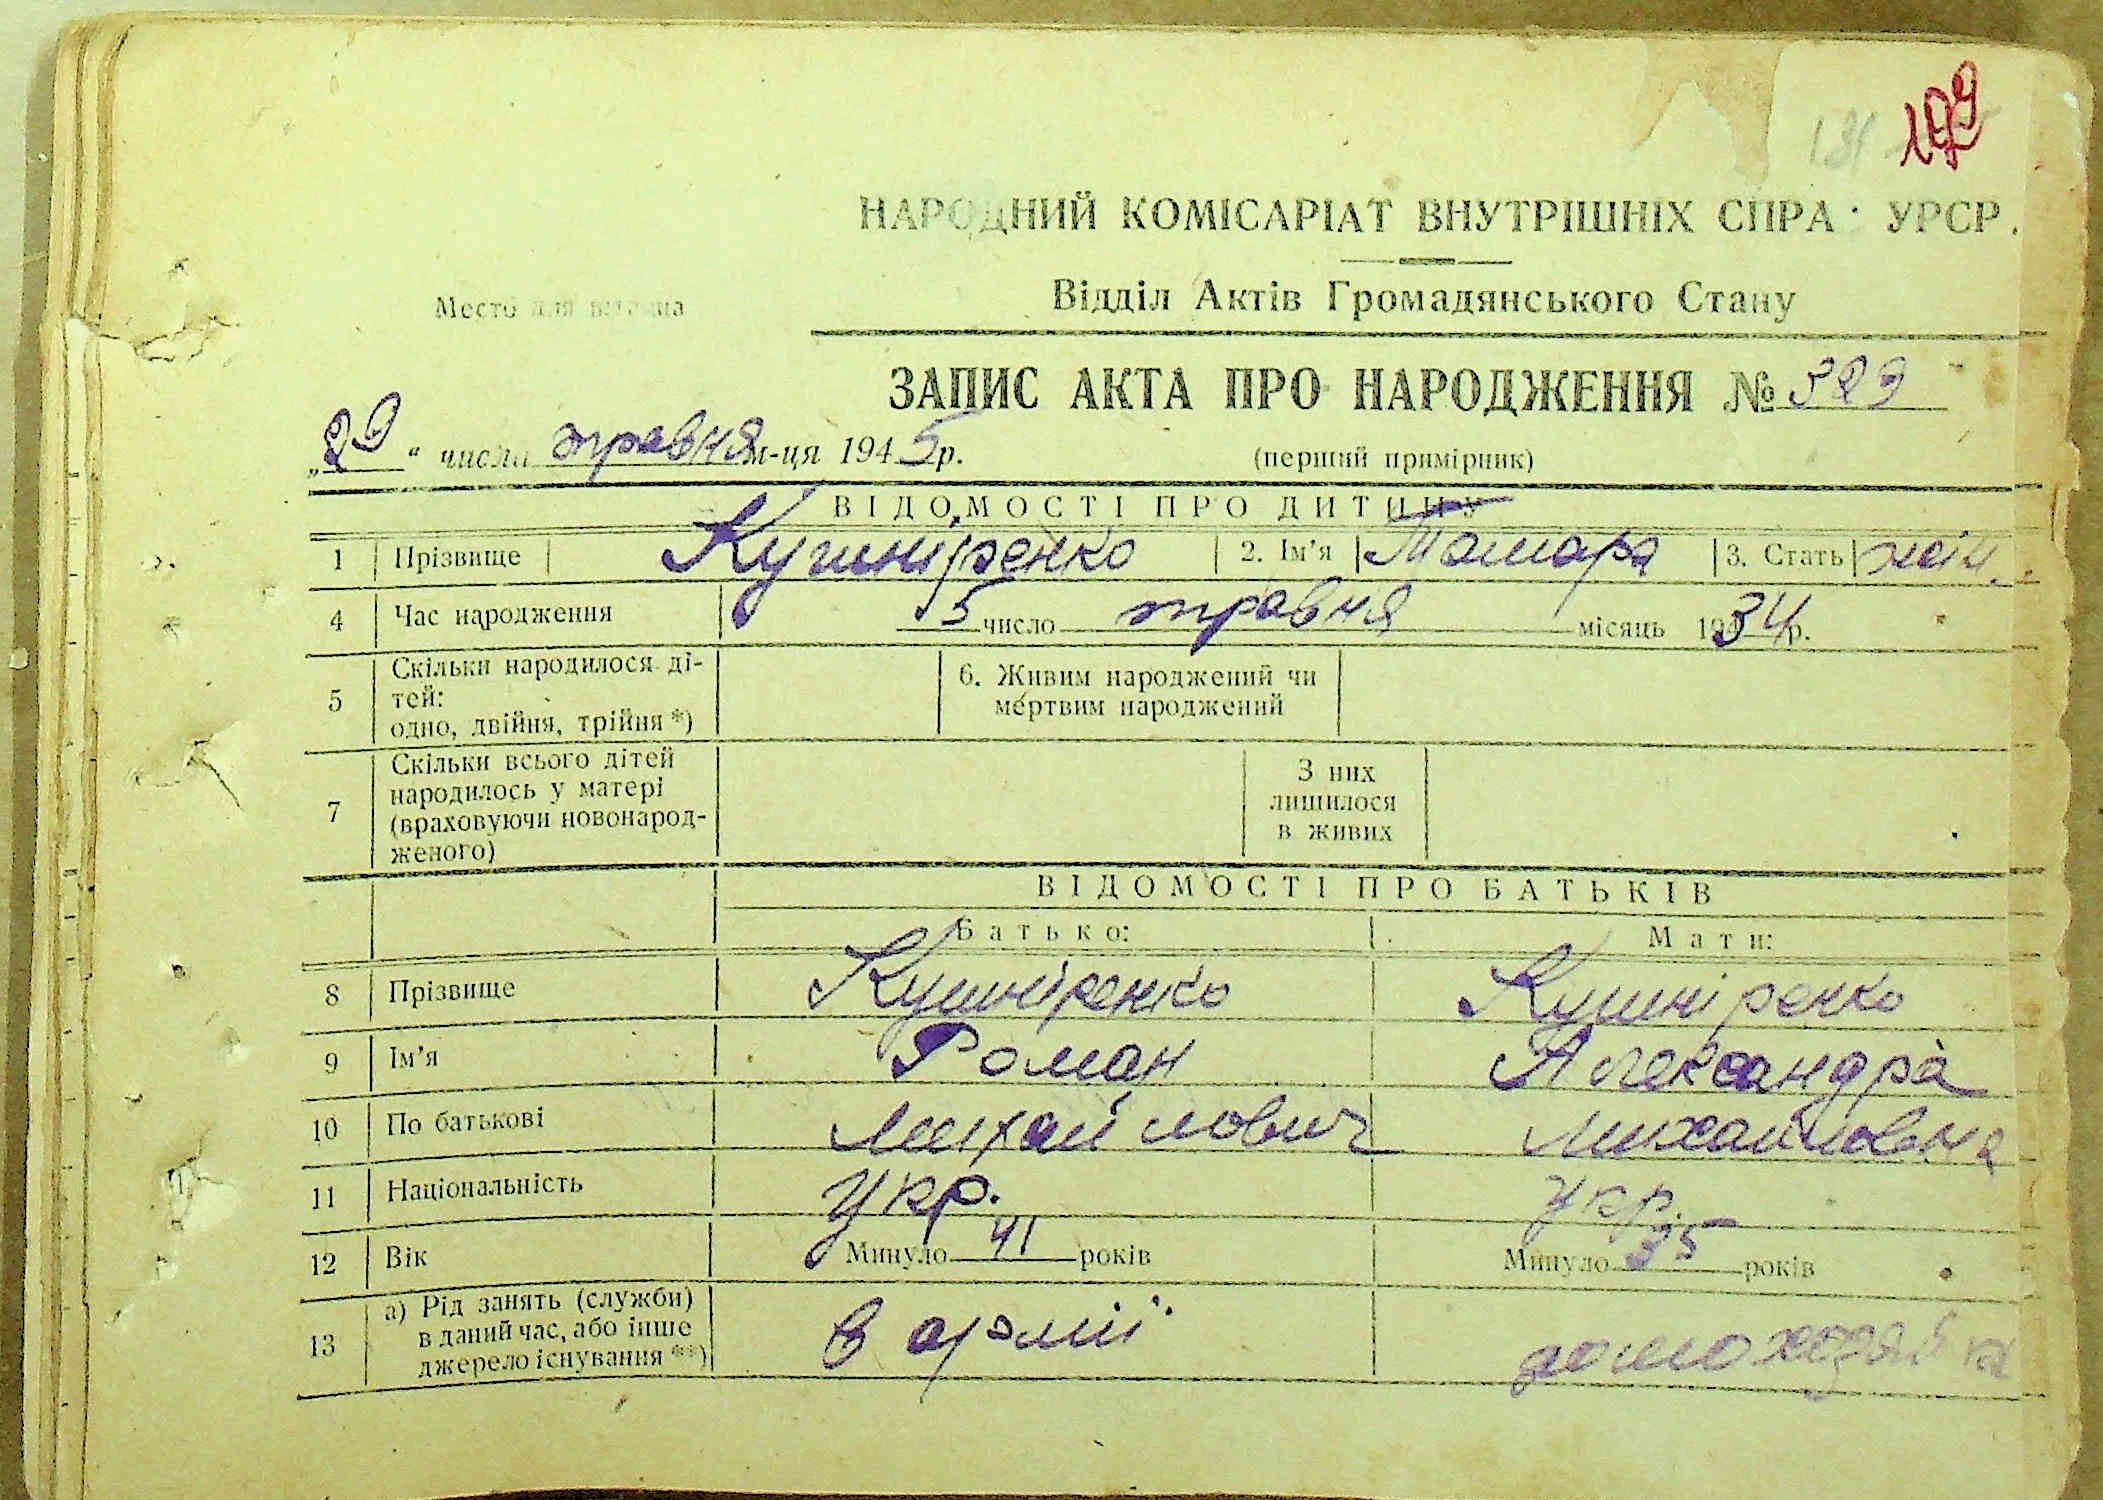 НАРОДНИЙ КОМІСАРІАТ ВНУТРІШНІХ СПРА УРСР.
Место для
Відділ Актів Громадянського Стану
ЗАПИС АКТА ПРО НАРОДЖЕННЯ № 329
„29“ числа травня м-ця 1945 р.
(перший примірник)
ВІДОМОСТІ ПРО ДИТИНУ
1 Прізвище Кушніренко 2. Ім'я Тамара 3. Стать жін.
4 Час народження 5 число травня місяць 1934 р.
5 Скільки народилося ді-
тей:
одно, двійня, трійня *)
6. Живим народжений чи
мертвим народжений
7 Скільки всього дітей
народилось у матері
(враховуючи новонарод-
женого)
З них
лишилося
в живих
ВІДОМОСТІ ПРО БАТЬКІВ
Батько: Мати:
8 Прізвище Кушніренко Кушніренко
9 Ім'я Роман Александра
10 По батькові Михайлович Михайловна
11 Національність Укр. Укр.
12 Вік Минуло 41 років Минуло 35 років
13 а) Рід занять (служби)
в даний час, або інше
джерело існування **)
в армії домохозяйка